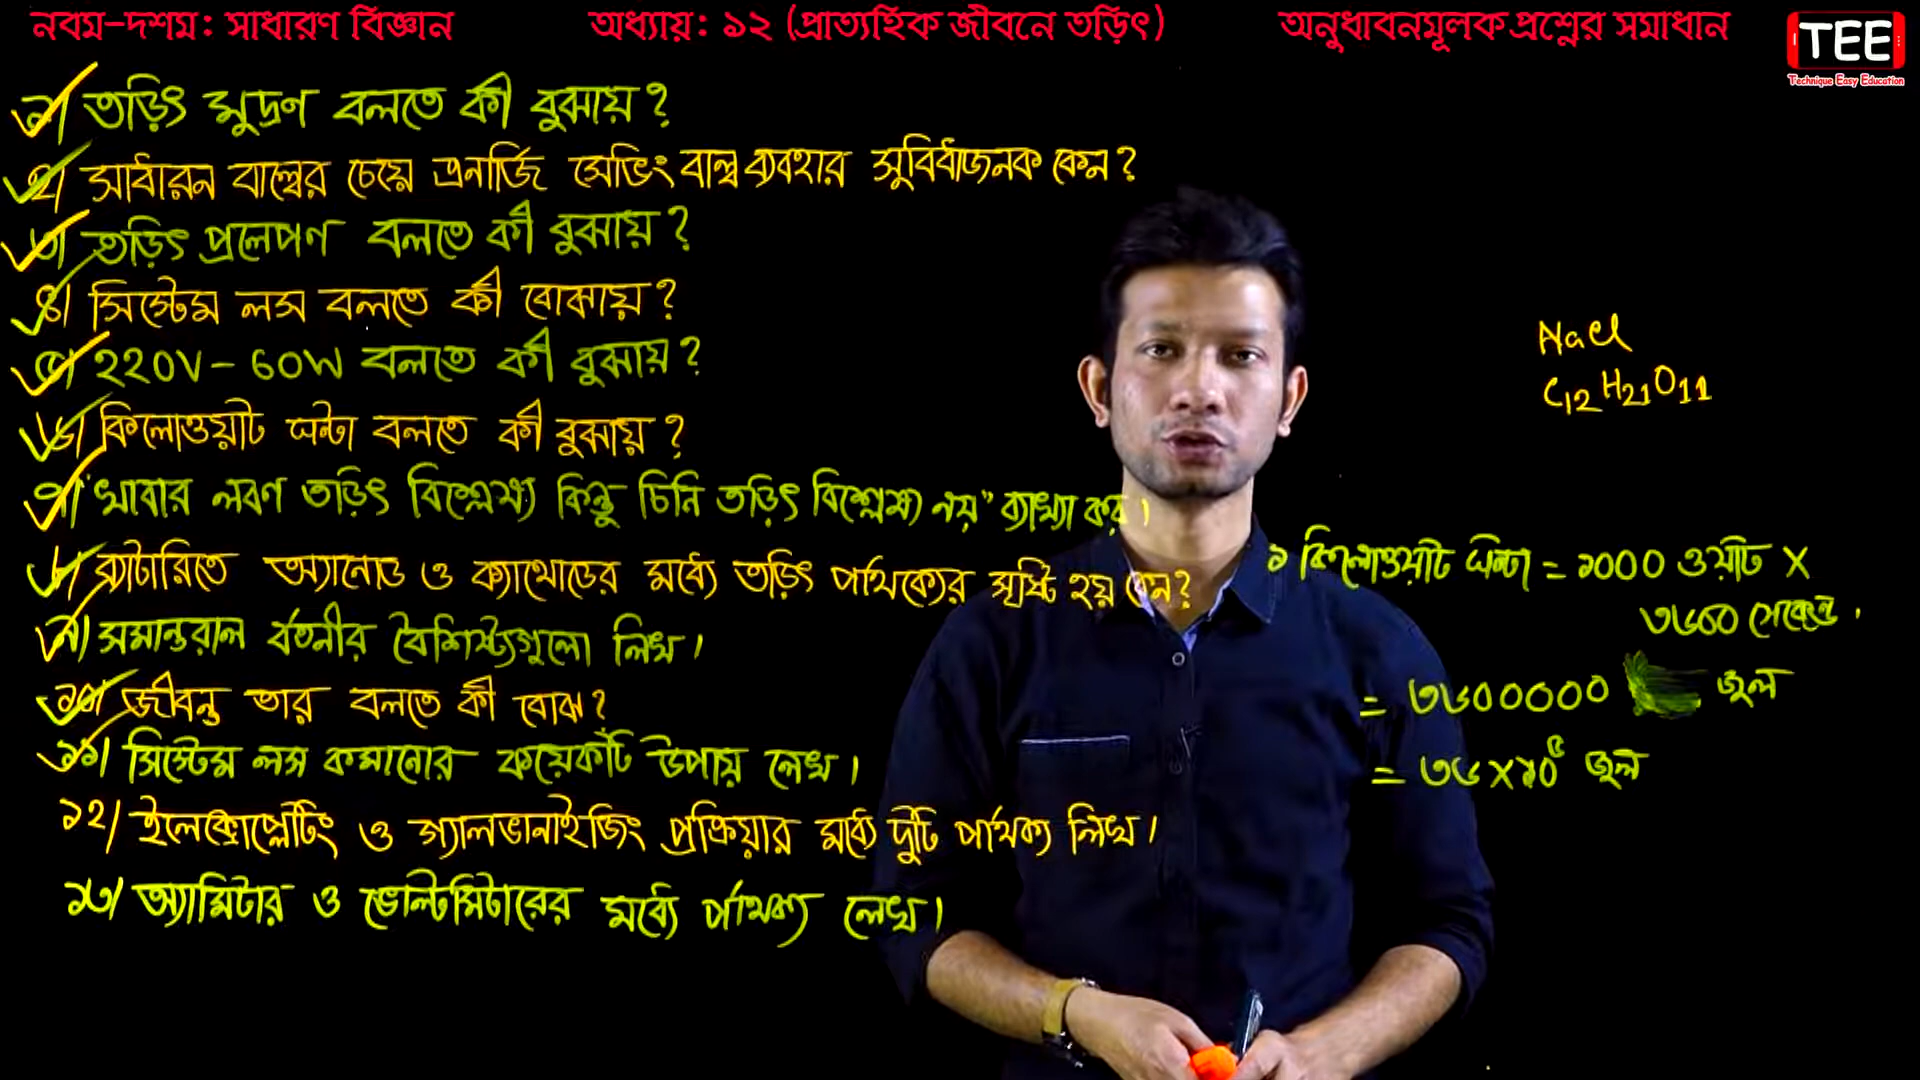 নবম-দশম: সাধারণ বিজ্ঞান
অধ্যায়: ১২ (প্রাত্যহিক জীবনে তড়িৎ)
অনুধাবনমূলক প্রশ্নের সমাধান
TEE
Technique Easy Education
১। তড়িৎ মুদ্রণ বলতে কী বুঝায়?
২। সাধারন বাল্বের চেয়ে এনার্জি সেভিং বাল্ব ব্যবহার সুবিধাজনক কেন?
৩। তড়িৎ প্রলেপণ বলতে কী বুঝায়?
৪। সিস্টেম লস বলতে কী বোঝায়?
৫। ২২0V - 60W বলতে কী বুঝায়?
৬। কিলোওয়াট ঘন্টা বলতে কী বুঝায়?
৭। "খাবার লবণ তড়িৎ বিশ্লেষ্য কিন্তু চিনি তড়িৎ বিশ্লেষ্য নয়" ব্যাখ্যা কর।
৮। ব্যাটারিতে অ্যানোড ও ক্যাথোডের মধ্যে তড়িৎ পার্থক্যের সৃষ্টি হয় কেন?
৯। সমান্তরাল বর্তনীর বৈশিষ্ট্যগুলো লিখ।
১০। জীবন্ত তার বলতে কী বোঝ?
১১। সিস্টেম লস কমানোর কয়েকটি উপায় লেখ।
১২। ইলেক্ট্রোপ্লেটিং ও গ্যালভানাইজিং প্রক্রিয়ার মধ্যে দুটি পার্থক্য লিখ।
১৩। অ্যামিটার ও ভোল্টমিটারের মধ্যে পার্থক্য লেখ।
NaCl
C12H21O11
১ কিলোওয়াট ঘন্টা = ১০০০ ওয়াট X
৩৬০০ সেকেন্ড।
= ৩৬০০০০০ জুল
= ৩৬ X ১০⁵ জুল